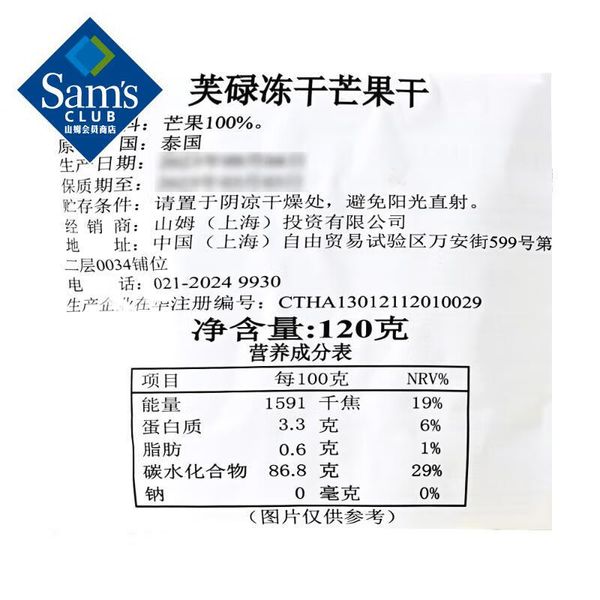 Sam's
CLUB
山姆会员商店
芙碌冻干芒果干
料：芒果100%。
原 国：泰国
生产日期：
保质期至：
贮存条件：请置于阴凉干燥处，避免阳光直射。
经 销 商：山姆（上海）投资有限公司
地 址：中国（上海）自由贸易试验区万安街599号第
二层0034铺位
电 话：021-2024 9930
生产企业在华注册编号：CTHA13012112010029
净含量:120克
营养成分表
项目 每100克 NRV%
能量 1591 千焦 19%
蛋白质 3.3 克 6%
脂肪 0.6 克 1%
碳水化合物 86.8 克 29%
钠 0 毫克 0%
（图片仅供参考）